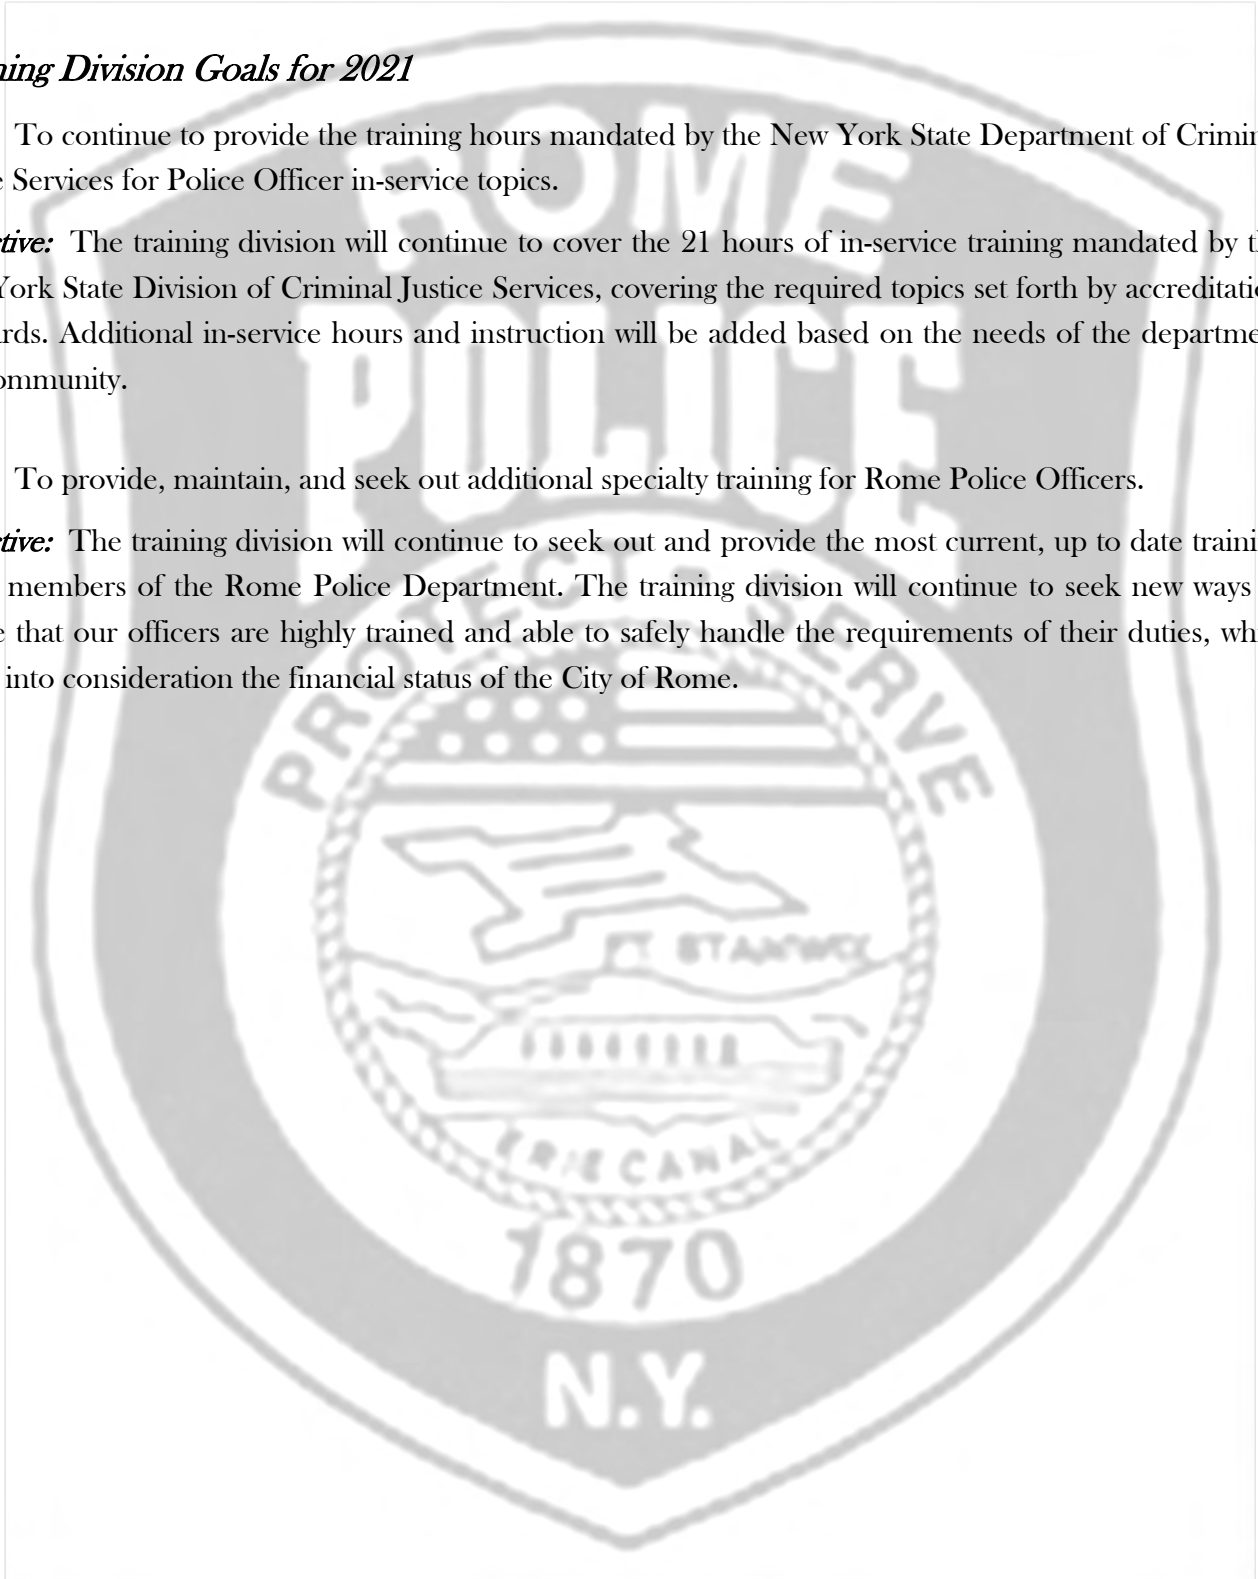 ning Division Goals for 2021
To continue to provide the training hours mandated by the New York State Department of Crimin
e Services for Police Officer in-service topics.
tive: The training division will continue to cover the 21 hours of in-service training mandated by t
York State Division of Criminal Justice Services, covering the required topics set forth by accreditatio
rds. Additional in-service hours and instruction will be added based on the needs of the departme
ommunity.
To provide, maintain, and seek out additional specialty training for Rome Police Officers.
tive: The training division will continue to seek out and provide the most current, up to date traini
members of the Rome Police Department. The training division will continue to seek new ways
e that our officers are highly trained and able to safely handle the requirements of their duties, whi
into consideration the financial status of the City of Rome.
ROME
POLICE
PROTECT & SERVE
FT STANWIX
ERIE CANAL
1870
N.Y.